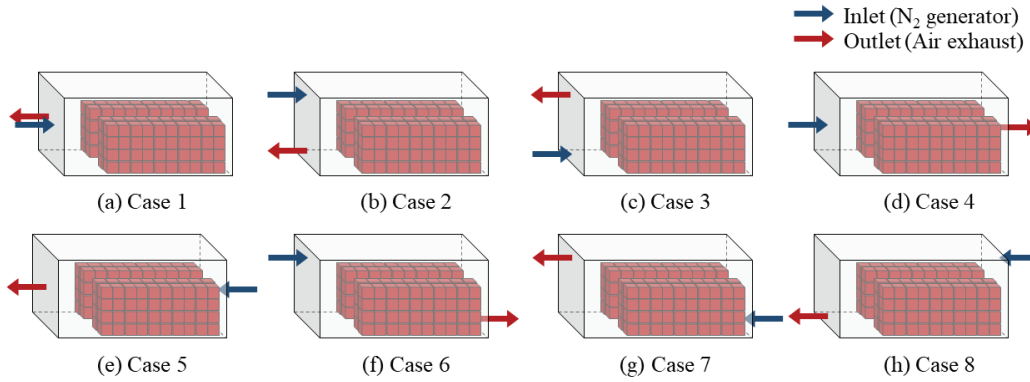 Inlet (N₂ generator)
Outlet (Air exhaust)
(a) Case 1
(b) Case 2
(c) Case 3
(d) Case 4
(e) Case 5
(f) Case 6
(g) Case 7
(h) Case 8